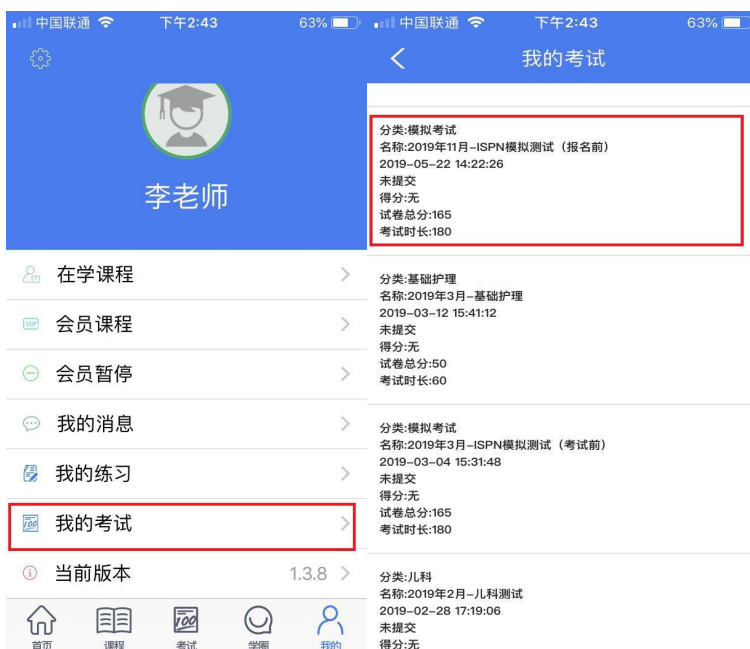 中国联通 下午2:43 63%
李老师
在学课程
VIP 会员课程
会员暂停
我的消息
我的练习
100 我的考试
当前版本 1.3.8
100
首页 课程 考试 学圈 我的
中国联通 下午2:43 63%
我的考试
分类:模拟考试
名称:2019年11月-ISPN模拟测试（报名前）
2019-05-22 14:22:26
未提交
得分:无
试卷总分:165
考试时长:180
分类:基础护理
名称:2019年3月-基础护理
2019-03-12 15:41:12
未提交
得分:无
试卷总分:50
考试时长:60
分类:模拟考试
名称:2019年3月-ISPN模拟测试（考试前）
2019-03-04 15:31:48
未提交
得分:无
试卷总分:165
考试时长:180
分类:儿科
名称:2019年2月-儿科测试
2019-02-28 17:19:06
未提交
得分:无